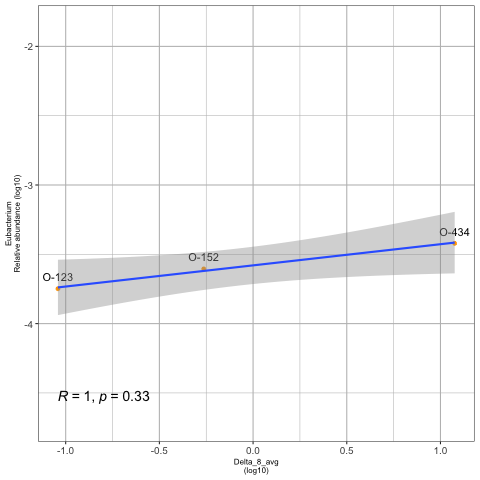 -2
-3
-4
Eubacterium
Relative abundance (log10)
O-434
O-152
O-123
R = 1, p = 0.33
-1.0
-0.5
0.0
0.5
1.0
Delta_8_avg
(log10)